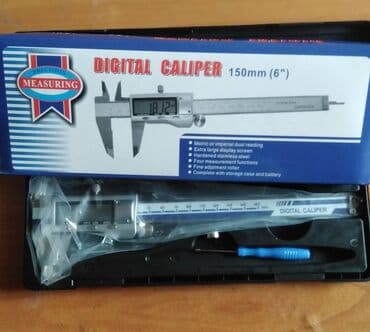 MEASURING
DIGITAL CALIPER 150mm (6")
18.12
Metric or imperial dual reading
Extra large display screen
Hardened stainless steel
Four measurement functions
Fine adjustment roller
Complete with storage case and battery
DIGITAL CALIPER